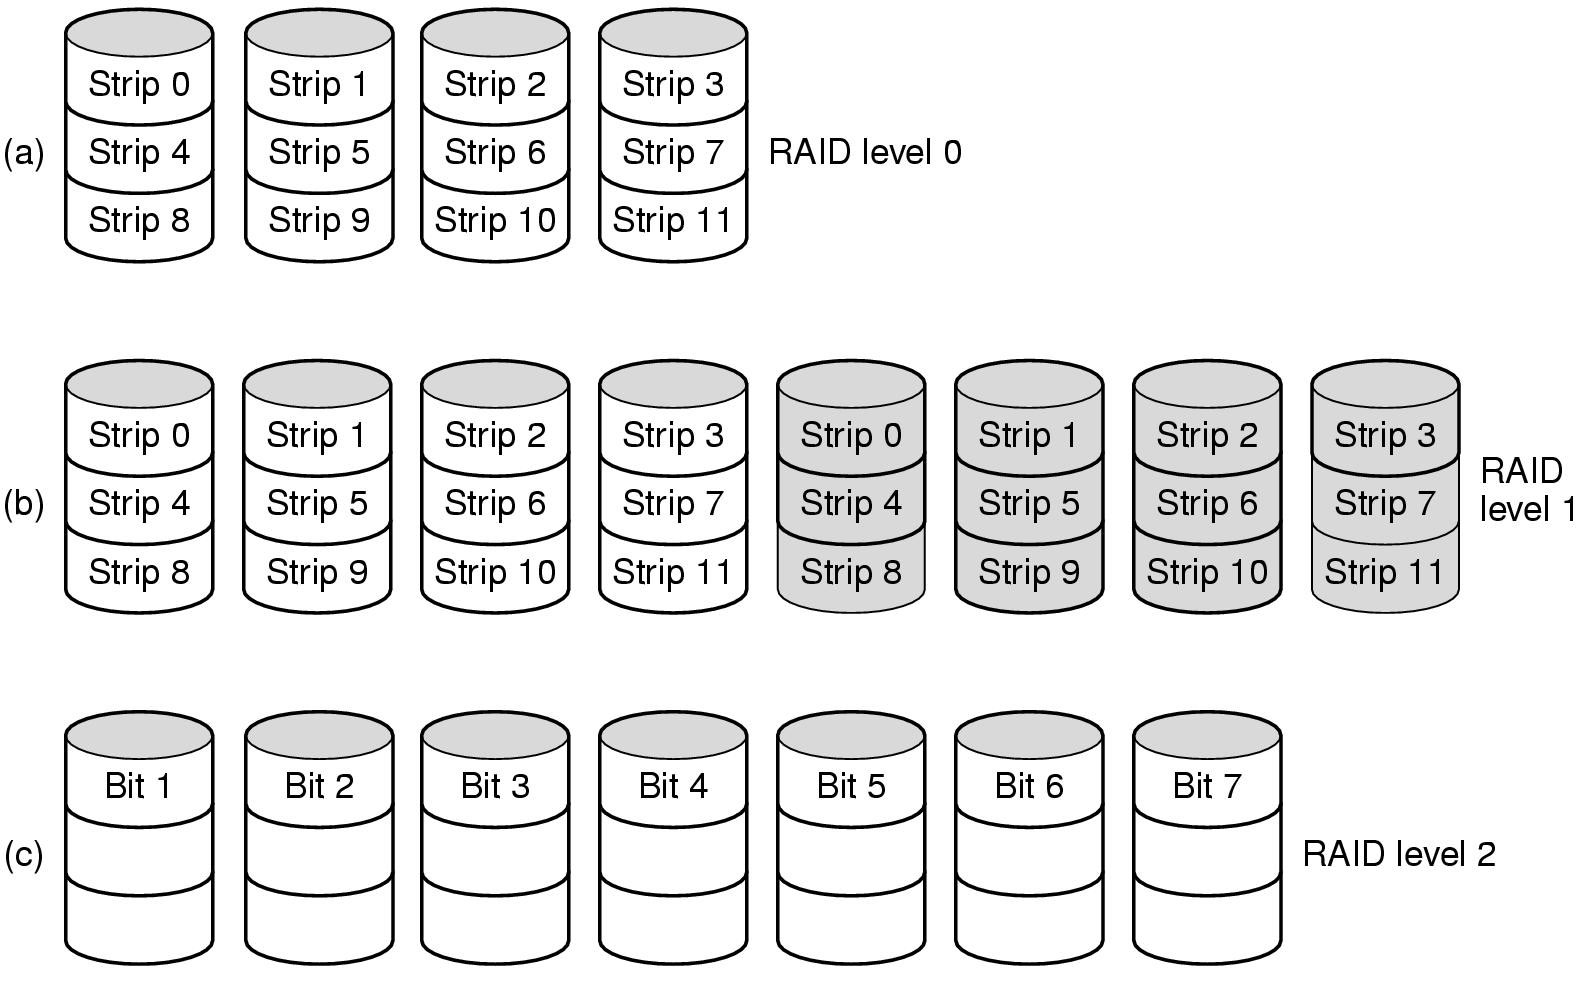 Strip 0 Strip 1 Strip 2 Strip 3
(a) Strip 4 Strip 5 Strip 6 Strip 7 RAID level 0
Strip 8 Strip 9 Strip 10 Strip 11
Strip 0 Strip 1 Strip 2 Strip 3 Strip 0 Strip 1 Strip 2 Strip 3
(b) Strip 4 Strip 5 Strip 6 Strip 7 Strip 4 Strip 5 Strip 6 Strip 7 RAID
level 1
Strip 8 Strip 9 Strip 10 Strip 11 Strip 8 Strip 9 Strip 10 Strip 11
Bit 1 Bit 2 Bit 3 Bit 4 Bit 5 Bit 6 Bit 7
(c) RAID level 2